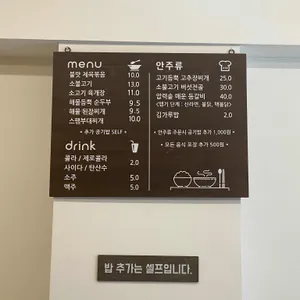 menu
불맛 제육볶음 10.0
소불고기 13.0
소고기 육개장 11.0
해물듬뿍 순두부 9.5
해물 된장찌개 9.5
스팸부대찌개 10.0
• 추가 공기밥 SELF •
drink
콜라 / 제로콜라 2.0
사이다 / 탄산수
소주 5.0
맥주 5.0
안주류
고기듬뿍 고추장찌개 25.0
소불고기 버섯전골 30.0
압력솥 매운 등갈비 40.0
김가루밥 2.0
• 안주류 주문시 공기밥 추가 1,000원
• 모든 음식 포장 추가 500원
밥 추가는 셀프입니다.